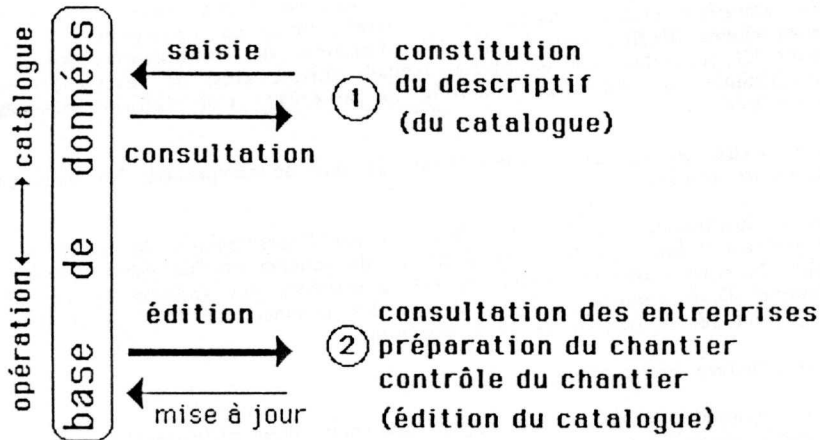 opération ↔ catalogue
base de données
saisie
consultation
1
constitution
du descriptif
(du catalogue)
édition
mise à jour
2
consultation des entreprises
préparation du chantier
contrôle du chantier
(édition du catalogue)